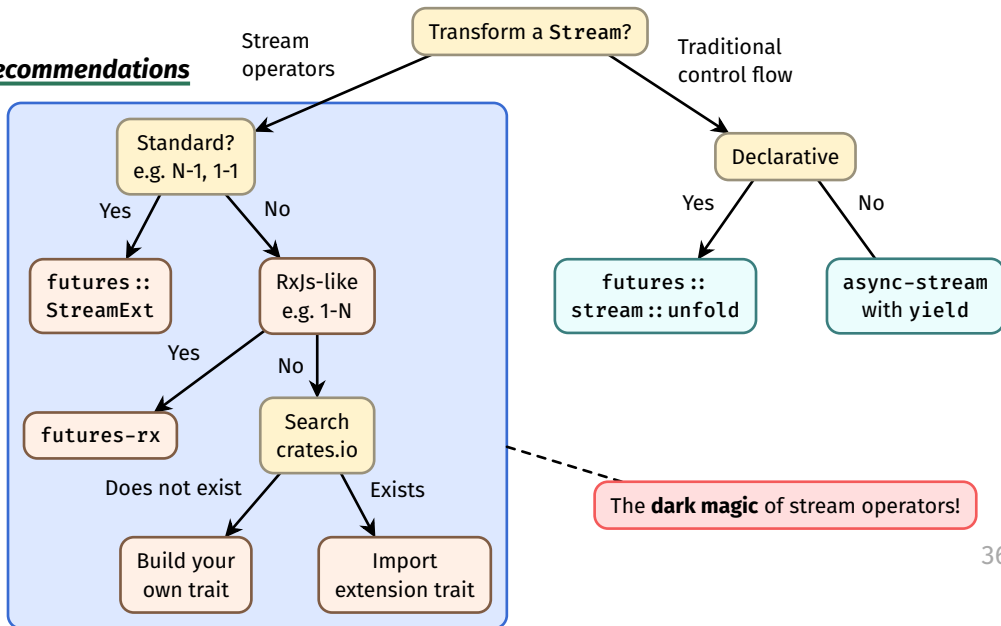 Transform a Stream?
Stream
operators
Traditional
control flow
ecommendations
Standard?
e.g. N-1, 1-1
Declarative
Yes
No
Yes
No
futures::
StreamExt
RxJs-like
e.g. 1-N
futures::
stream::unfold
async-stream
with yield
Yes
No
futures-rx
Search
crates.io
Does not exist
Exists
The dark magic of stream operators!
Build your
own trait
Import
extension trait
36